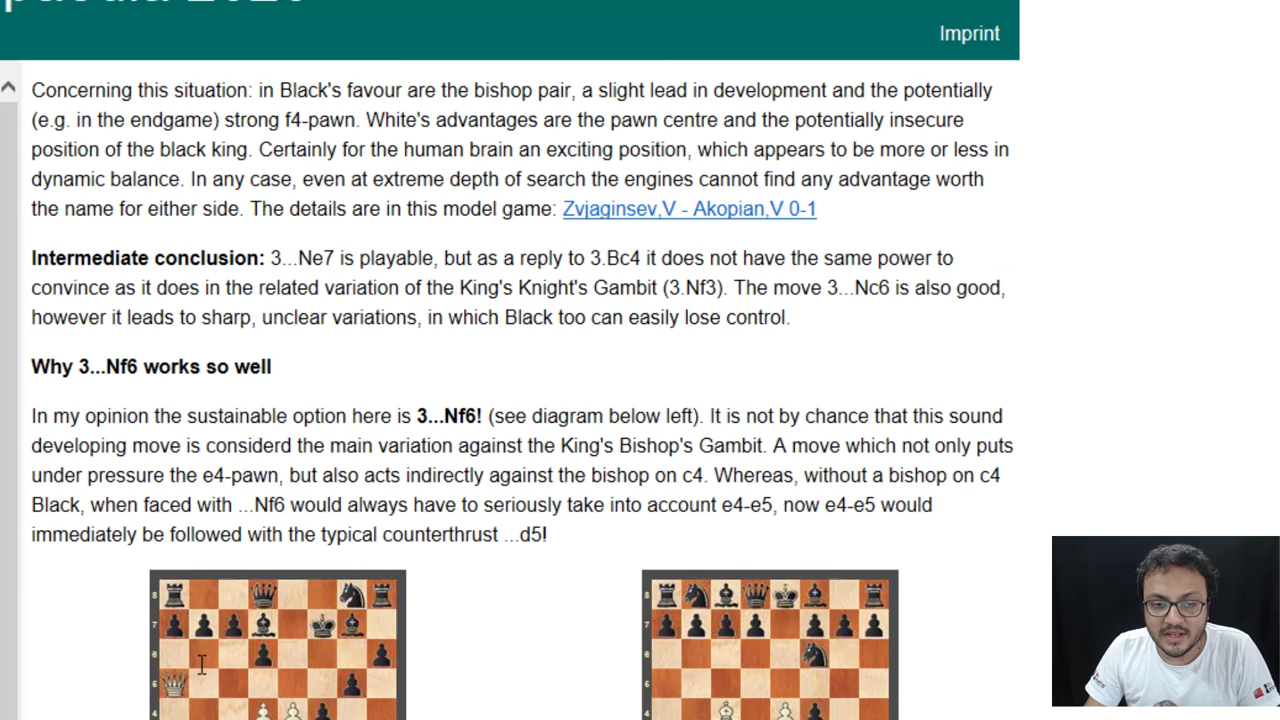 Imprint
Concerning this situation: in Black's favour are the bishop pair, a slight lead in development and the potentially
(e.g. in the endgame) strong f4-pawn. White's advantages are the pawn centre and the potentially insecure
position of the black king. Certainly for the human brain an exciting position, which appears to be more or less in
dynamic balance. In any case, even at extreme depth of search the engines cannot find any advantage worth
the name for either side. The details are in this model game: Zvjaginsev,V - Akopian,V 0-1
Intermediate conclusion: 3...Ne7 is playable, but as a reply to 3.Bc4 it does not have the same power to
convince as it does in the related variation of the King's Knight's Gambit (3.Nf3). The move 3...Nc6 is also good,
however it leads to sharp, unclear variations, in which Black too can easily lose control.
Why 3...Nf6 works so well
In my opinion the sustainable option here is 3...Nf6! (see diagram below left). It is not by chance that this sound
developing move is considerd the main variation against the King's Bishop's Gambit. A move which not only puts
under pressure the e4-pawn, but also acts indirectly against the bishop on c4. Whereas, without a bishop on c4
Black, when faced with ...Nf6 would always have to seriously take into account e4-e5, now e4-e5 would
immediately be followed with the typical counterthrust ...d5!
8 8
7 7
6 6
5 5
4 4